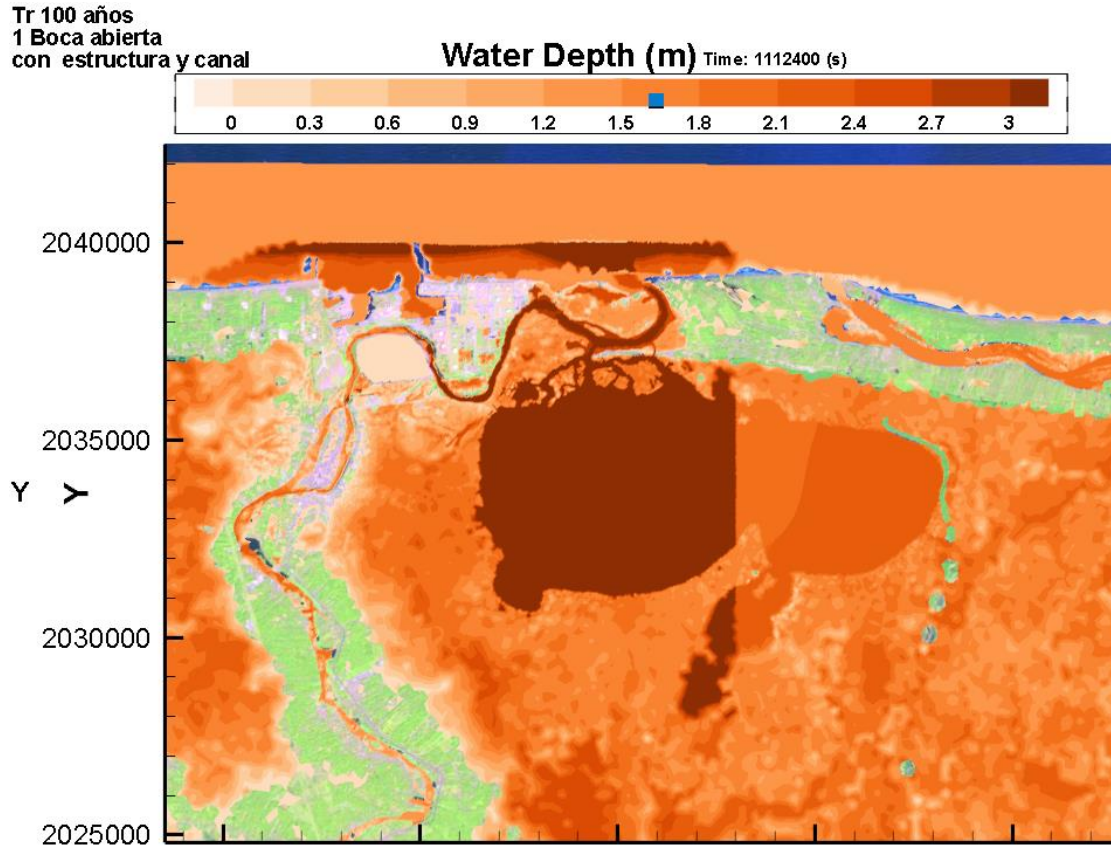 Tr 100 años
1 Boca abierta
con estructura y canal
Water Depth (m) Time: 1112400 (s)
0 0.3 0.6 0.9 1.2 1.5 1.8 2.1 2.4 2.7 3
2040000
2035000
Y Y
2030000
2025000